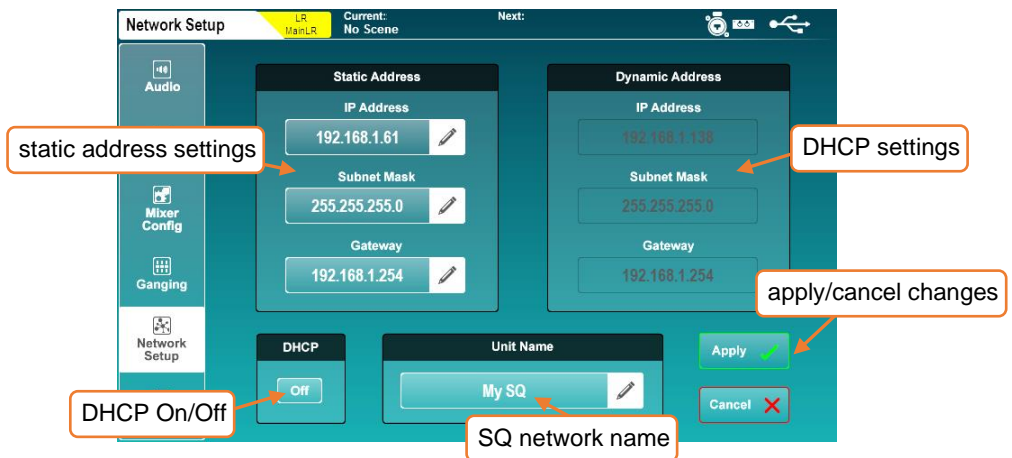 Network Setup
LR
MainLR
Current:
No Scene
Next:
Audio
Static Address
IP Address
192.168.1.61
Subnet Mask
255.255.255.0
Gateway
192.168.1.254
Dynamic Address
IP Address
192.168.1.138
Subnet Mask
255.255.255.0
Gateway
192.168.1.254
static address settings
DHCP settings
Mixer
Config
Ganging
apply/cancel changes
Network
Setup
DHCP
Off
Unit Name
My SQ
Apply
Cancel
DHCP On/Off
SQ network name